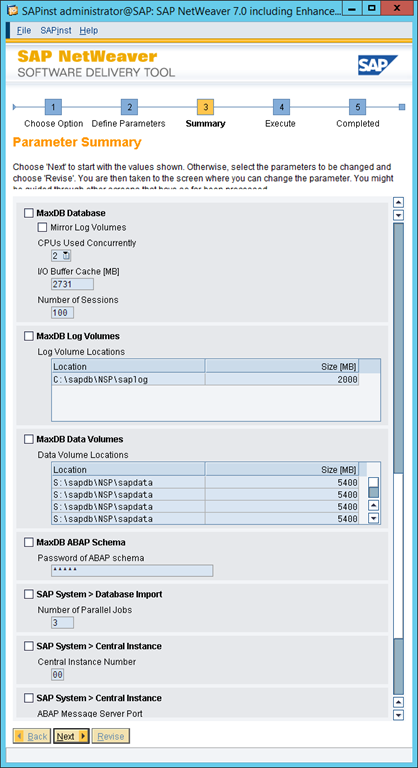 SAPinst administrator@SAP: SAP NetWeaver 7.0 including Enhance...
File SAPinst Help
SAP NetWeaver
SOFTWARE DELIVERY TOOL
SAP
1 2 3 4 5
Choose Option Define Parameters Summary Execute Completed
Parameter Summary
Choose 'Next' to start with the values shown. Otherwise, select the parameters to be changed and
choose 'Revise'. You are then taken to the screen where you can change the parameter. You might
be guided through other screens that have so far been processed.
MaxDB Database
Mirror Log Volumes
CPUs Used Concurrently
2
I/O Buffer Cache [MB]
2731
Number of Sessions
100
MaxDB Log Volumes
Log Volume Locations
Location Size [MB]
C:\sapdb\NSP\saplog 2000
MaxDB Data Volumes
Data Volume Locations
Location Size [MB]
S:\sapdb\NSP\sapdata 5400
S:\sapdb\NSP\sapdata 5400
S:\sapdb\NSP\sapdata 5400
S:\sapdb\NSP\sapdata 5400
MaxDB ABAP Schema
Password of ABAP schema
*****
SAP System > Database Import
Number of Parallel Jobs
3
SAP System > Central Instance
Central Instance Number
00
SAP System > Central Instance
ABAP Message Server Port
Back Next Revise